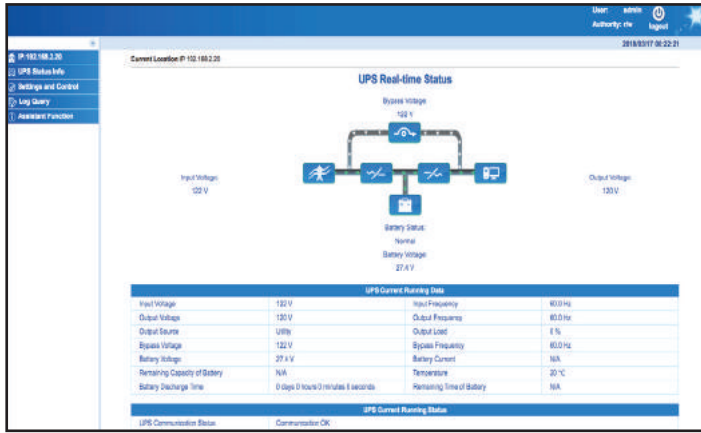 User: admin
Authority: r/w logout
2018/03/17 00:22:21
IP:192.168.2.20
UPS Status Info
Settings and Control
Log Query
Assistant Function
Current Location:IP 192.168.2.20
UPS Real-time Status
Bypass Voltage
122 V
Input Voltage:
122 V
Output Voltage:
120 V
Battery Status:
Normal
Battery Voltage:
27.4 V
UPS Current Running Data
Input Voltage 122 V Input Frequency 60.0 Hz
Output Voltage 120 V Output Frequency 60.0 Hz
Output Source Utility Output Load %
Bypass Voltage 122 V Bypass Frequency 60.0 Hz
Battery Voltage 27.4 V Battery Current N/A
Remaining Capacity of Battery N/A Temperature 20 °C
Battery Discharge Time 0 days 0 hours 0 minutes seconds Remaining Time of Battery N/A
UPS Current Running Status
UPS Communication Status Communication OK